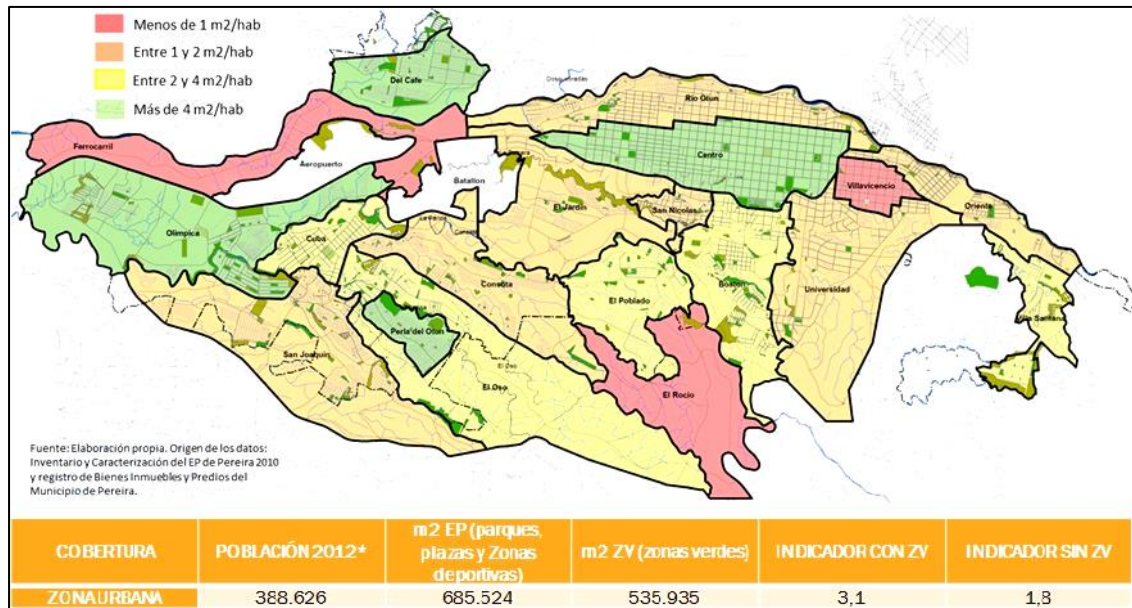 Menos de 1 m2/hab
Entre 1 y 2 m2/hab
Entre 2 y 4 m2/hab
Más de 4 m2/hab
Del Cafe
Rio Otun
Ferrocarril
Aeropuerto
Centro
Batallon
Villavicencio
El Jardin
San Nicolas
Oriente
Olimpica
Cuba
Consota
El Poblado
Boston
Universidad
Villa Santana
Perla del Otun
San Joaquin
El Oso
El Oso
El Rocio
Fuente: Elaboración propia. Origen de los datos:
Inventario y Caracterización del EP de Pereira 2010
y registro de Bienes Inmuebles y Predios del
Municipio de Pereira.
COBERTURA
POBLACIÓN 2012*
m2 EP (parques,
plazas y Zonas
deportivas)
m2 ZV (zonas verdes)
INDICADOR CON ZV
INDICADOR SIN ZV
ZONA URBANA
388.626
685.524
535.935
3,1
1,8